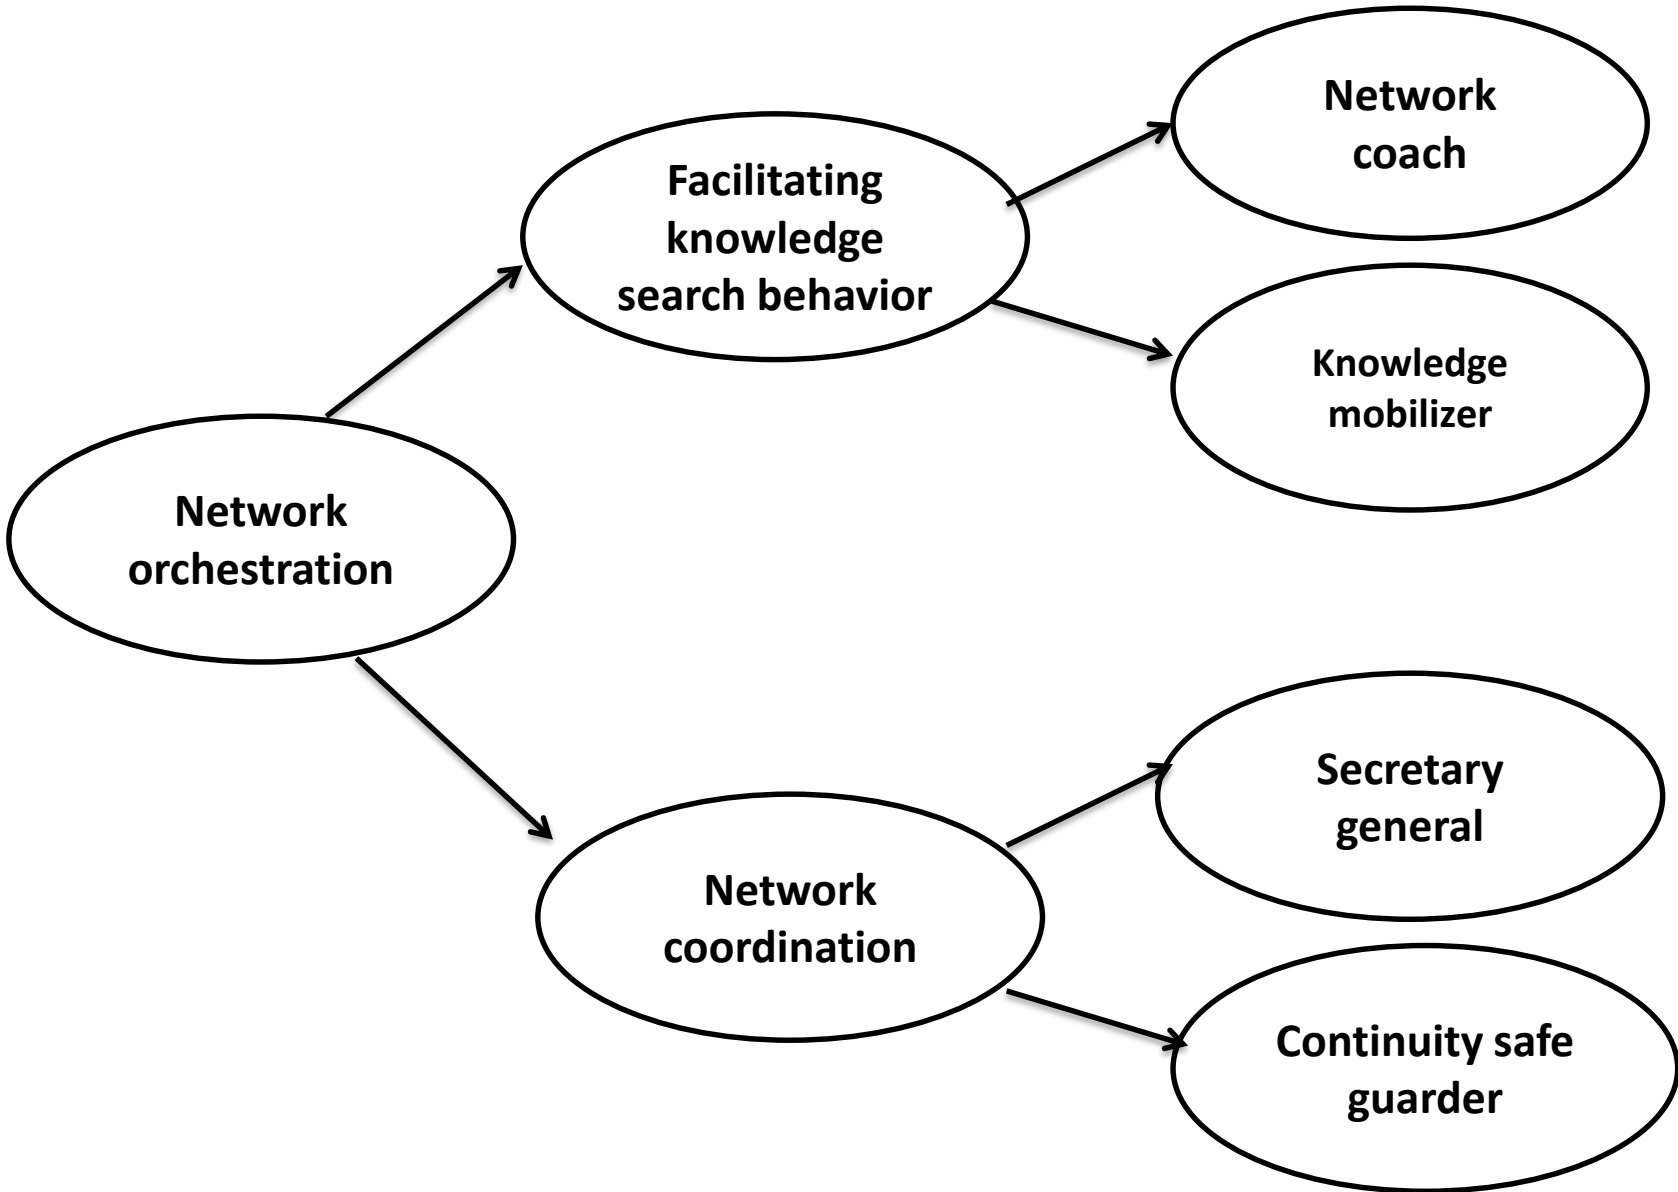 Network
coach
Facilitating
knowledge
search behavior
Knowledge
mobilizer
Network
orchestration
Secretary
general
Network
coordination
Continuity safe
guarder